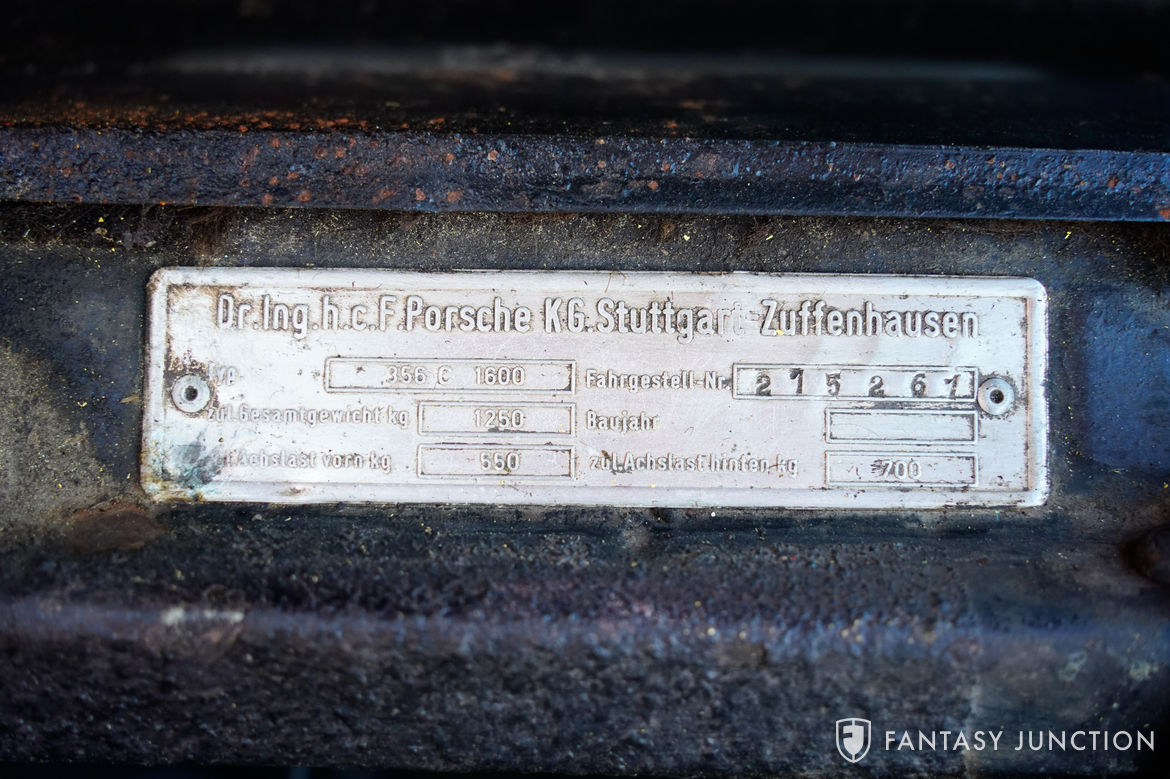 Dr.Ing.h.c.F.Porsche KG.Stuttgart-Zuffenhausen
Typ 356 C 1600 Fahrgestell-Nr. 215261
zul.Gesamtgewicht kg 1250 Baujahr
Achslast vorn kg 550 zul.Achslast hinten kg 700
FANTASY JUNCTION